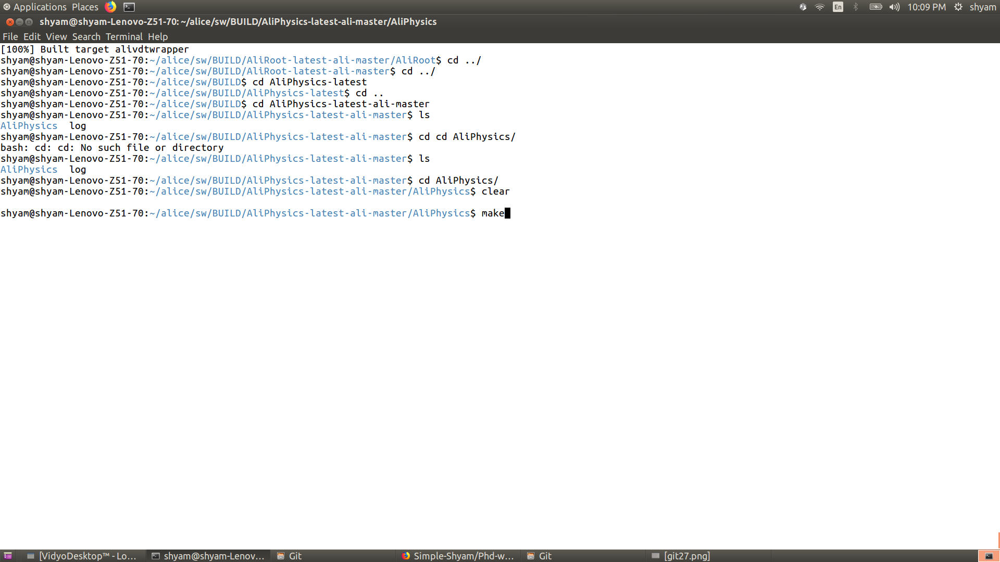 Applications Places
En 10:09 PM shyam
shyam@shyam-Lenovo-Z51-70: ~/alice/sw/BUILD/AliPhysics-latest-ali-master/AliPhysics
File Edit View Search Terminal Help
[100%] Built target alivdtwrapper
shyam@shyam-Lenovo-Z51-70:~/alice/sw/BUILD/AliRoot-latest-ali-master/AliRoot$ cd ../
shyam@shyam-Lenovo-Z51-70:~/alice/sw/BUILD/AliRoot-latest-ali-master$ cd ../
shyam@shyam-Lenovo-Z51-70:~/alice/sw/BUILD$ cd AliPhysics-latest
shyam@shyam-Lenovo-Z51-70:~/alice/sw/BUILD/AliPhysics-latest$ cd ..
shyam@shyam-Lenovo-Z51-70:~/alice/sw/BUILD$ cd AliPhysics-latest-ali-master
shyam@shyam-Lenovo-Z51-70:~/alice/sw/BUILD/AliPhysics-latest-ali-master$ ls
AliPhysics  log
shyam@shyam-Lenovo-Z51-70:~/alice/sw/BUILD/AliPhysics-latest-ali-master$ cd cd AliPhysics/
bash: cd: cd: No such file or directory
shyam@shyam-Lenovo-Z51-70:~/alice/sw/BUILD/AliPhysics-latest-ali-master$ ls
AliPhysics  log
shyam@shyam-Lenovo-Z51-70:~/alice/sw/BUILD/AliPhysics-latest-ali-master$ cd AliPhysics/
shyam@shyam-Lenovo-Z51-70:~/alice/sw/BUILD/AliPhysics-latest-ali-master/AliPhysics$ clear
shyam@shyam-Lenovo-Z51-70:~/alice/sw/BUILD/AliPhysics-latest-ali-master/AliPhysics$ make
[VidyoDesktop™ - Lo... shyam@shyam-Lenov... Git Simple-Shyam/Phd-w... Git [git27.png]